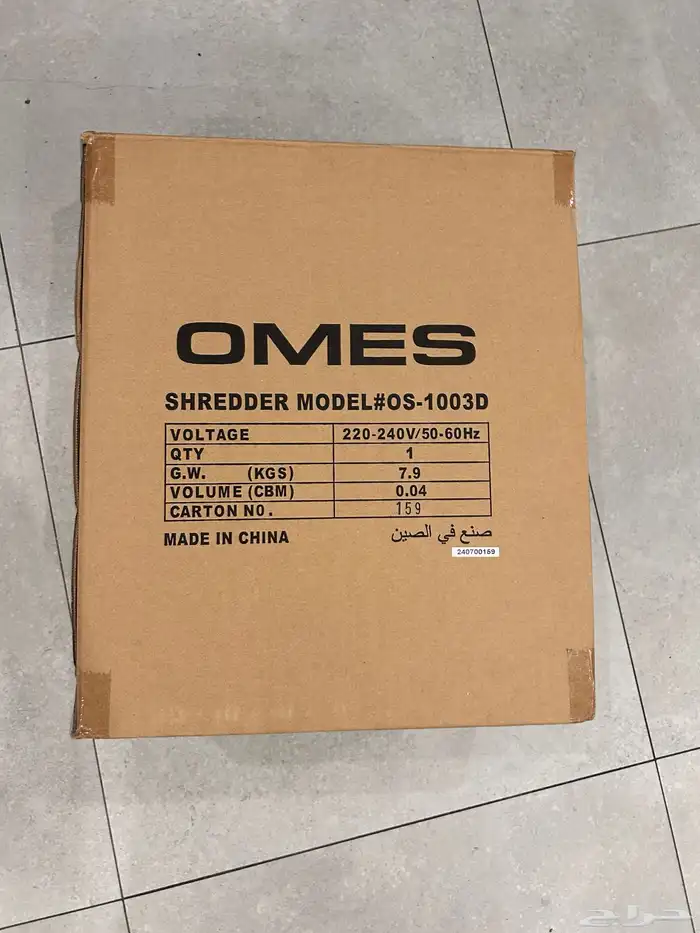 OMES
SHREDDER MODEL#OS-1003D
VOLTAGE 220-240V/50-60Hz
QTY 1
G.W. (KGS) 7.9
VOLUME (CBM) 0.04
CARTON NO. 159
MADE IN CHINA صنع في الصين
240700159
حراج